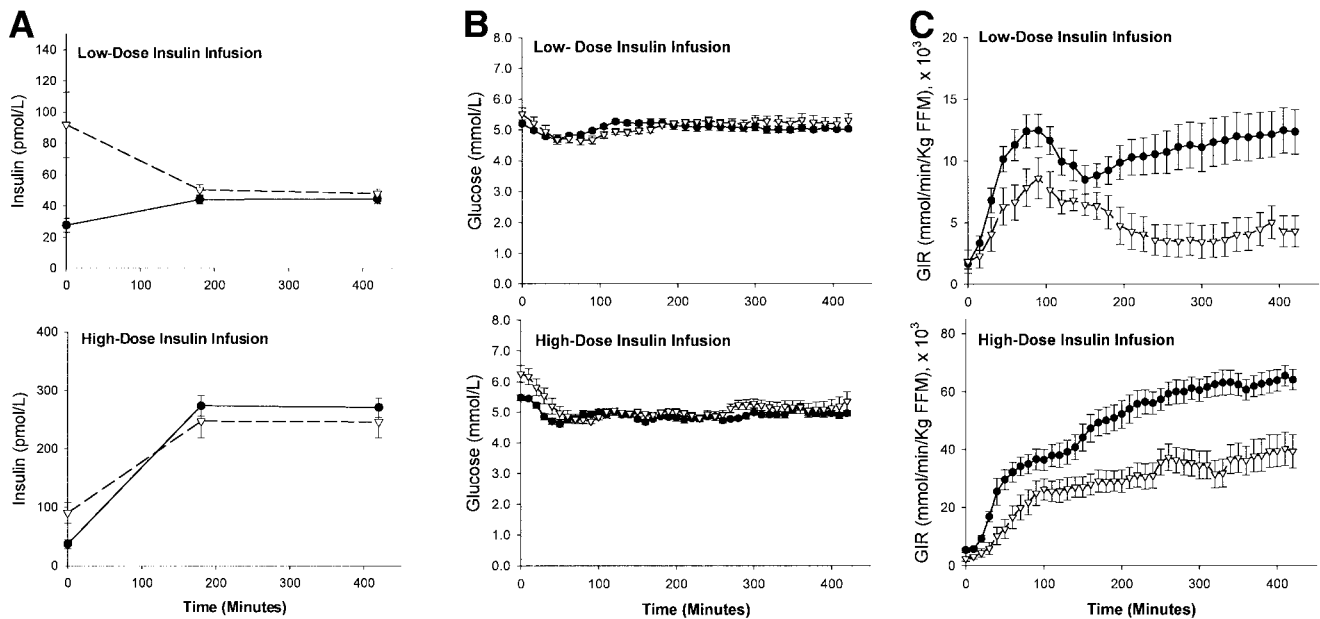 A
Low-Dose Insulin Infusion
Insulin (pmol/L)
140
120
100
80
60
40
20
0
0 100 200 300 400
High-Dose Insulin Infusion
Insulin (pmol/L)
400
300
200
100
0
0 100 200 300 400
Time (Minutes)
B
Low- Dose Insulin Infusion
Glucose (mmol/L)
8.0
7.0
6.0
5.0
4.0
3.0
2.0
1.0
0.0
0 100 200 300 400
High-Dose Insulin Infusion
Glucose (mmol/L)
8.0
7.0
6.0
5.0
4.0
3.0
2.0
1.0
0.0
0 100 200 300 400
Time (Minutes)
C
Low-Dose Insulin Infusion
GIR (mmol/min/Kg FFM), x 10³
20
15
10
5
0
0 100 200 300 400
High-Dose Insulin Infusion
GIR (mmol/min/Kg FFM), x 10³
80
60
40
20
0
0 100 200 300 400
Time (Minutes)